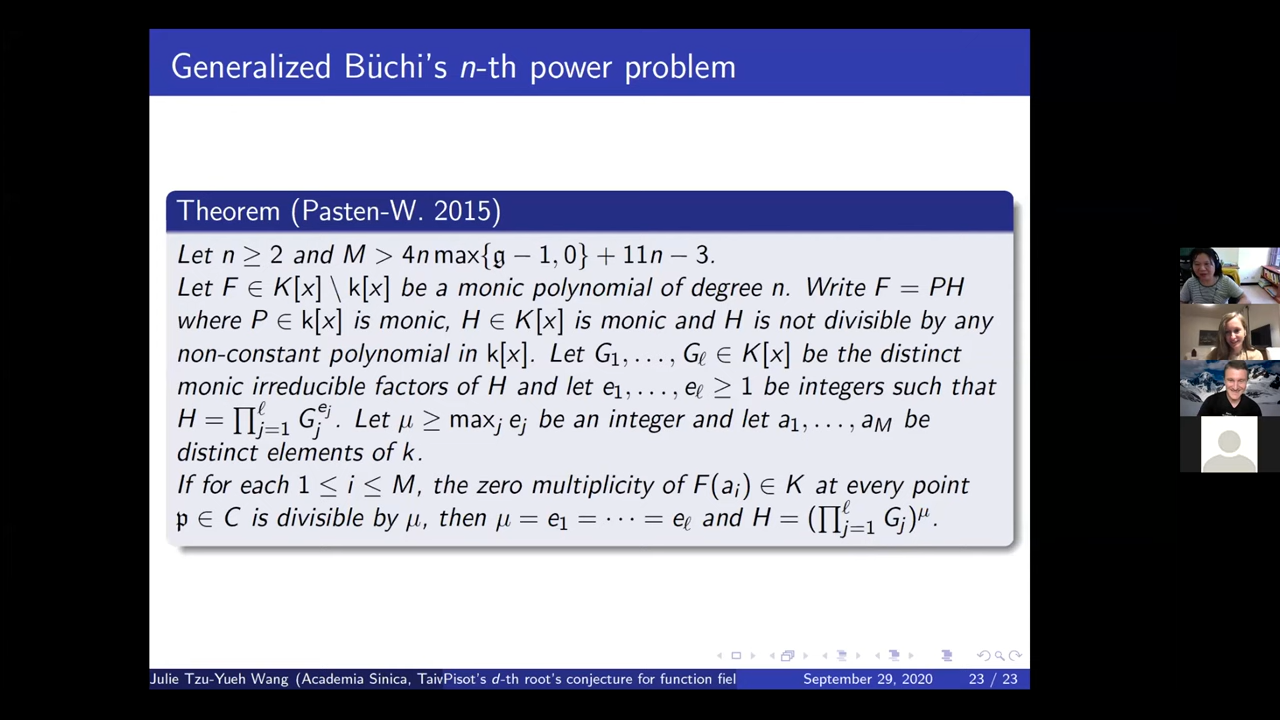 Generalized Büchi's n-th power problem
Theorem (Pasten-W. 2015)
Let n ≥ 2 and M > 4n max{𝔤 − 1, 0} + 11n − 3.
Let F ∈ K[x] \ k[x] be a monic polynomial of degree n. Write F = PH
where P ∈ k[x] is monic, H ∈ K[x] is monic and H is not divisible by any
non-constant polynomial in k[x]. Let G₁, . . . , G_ℓ ∈ K[x] be the distinct
monic irreducible factors of H and let e₁, . . . , e_ℓ ≥ 1 be integers such that
H = ∏_{j=1}^{ℓ} G_j^{e_j}. Let μ ≥ max_j e_j be an integer and let a₁, . . . , a_M be
distinct elements of k.
If for each 1 ≤ i ≤ M, the zero multiplicity of F(a_i) ∈ K at every point
𝔭 ∈ C is divisible by μ, then μ = e₁ = · · · = e_ℓ and H = (∏_{j=1}^{ℓ} G_j)^μ.
Julie Tzu-Yueh Wang (Academia Sinica, TaivPisot's d-th root's conjecture for function fiel September 29, 2020 23 / 23